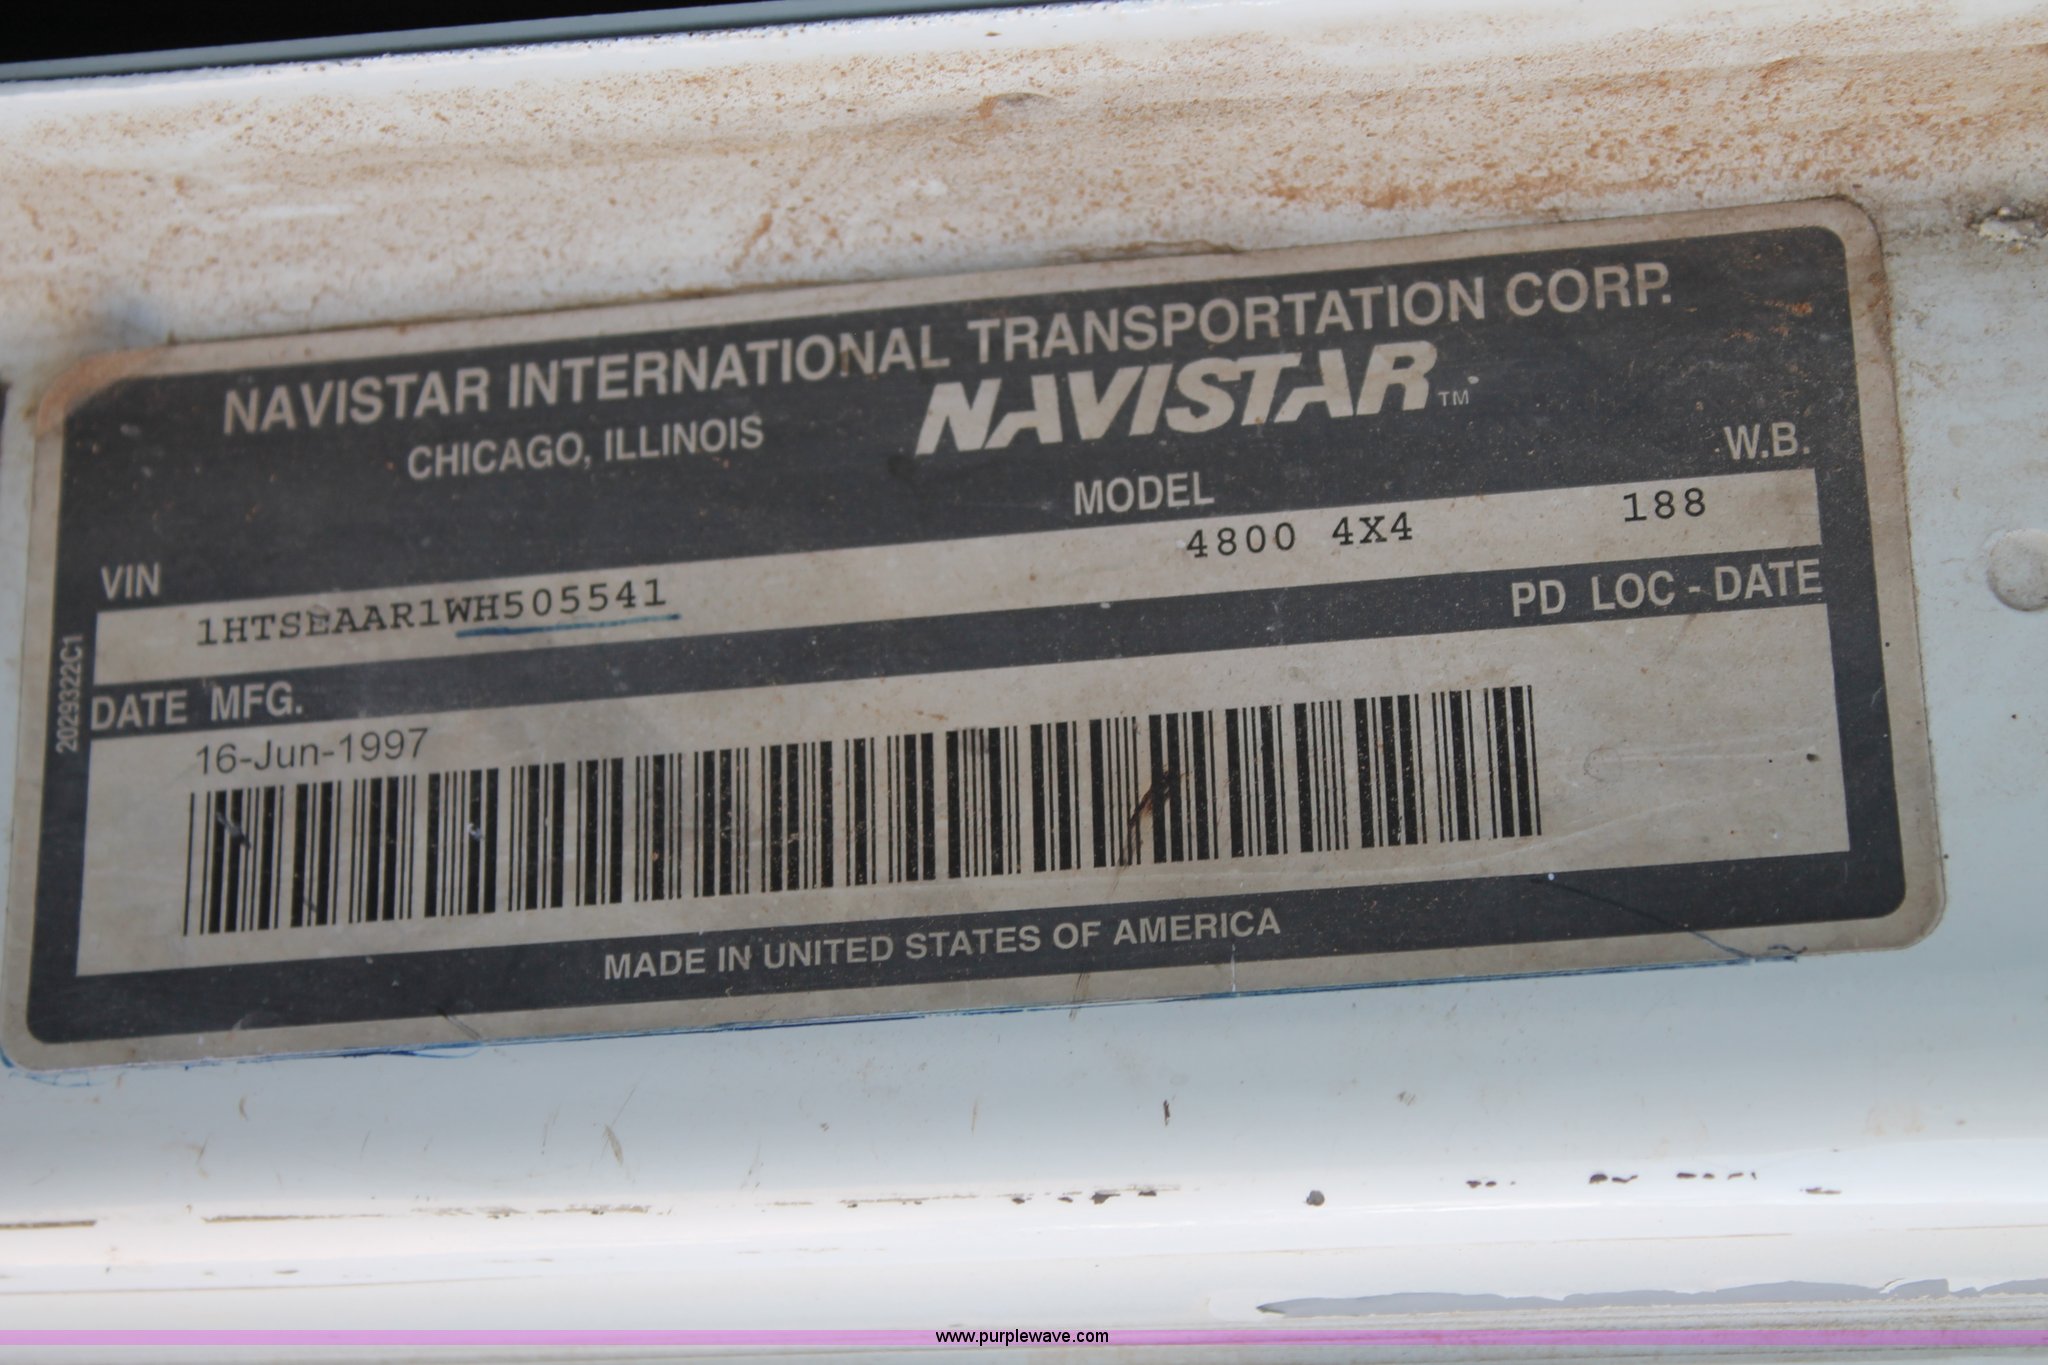 NAVISTAR INTERNATIONAL TRANSPORTATION CORP.
CHICAGO, ILLINOIS
NAVISTAR™
VIN
MODEL
W.B.
1HTSEAAR1WH505541
4800 4X4
188
DATE MFG.
PD LOC - DATE
16-Jun-1997
2029322C1
MADE IN UNITED STATES OF AMERICA
www.purplewave.com